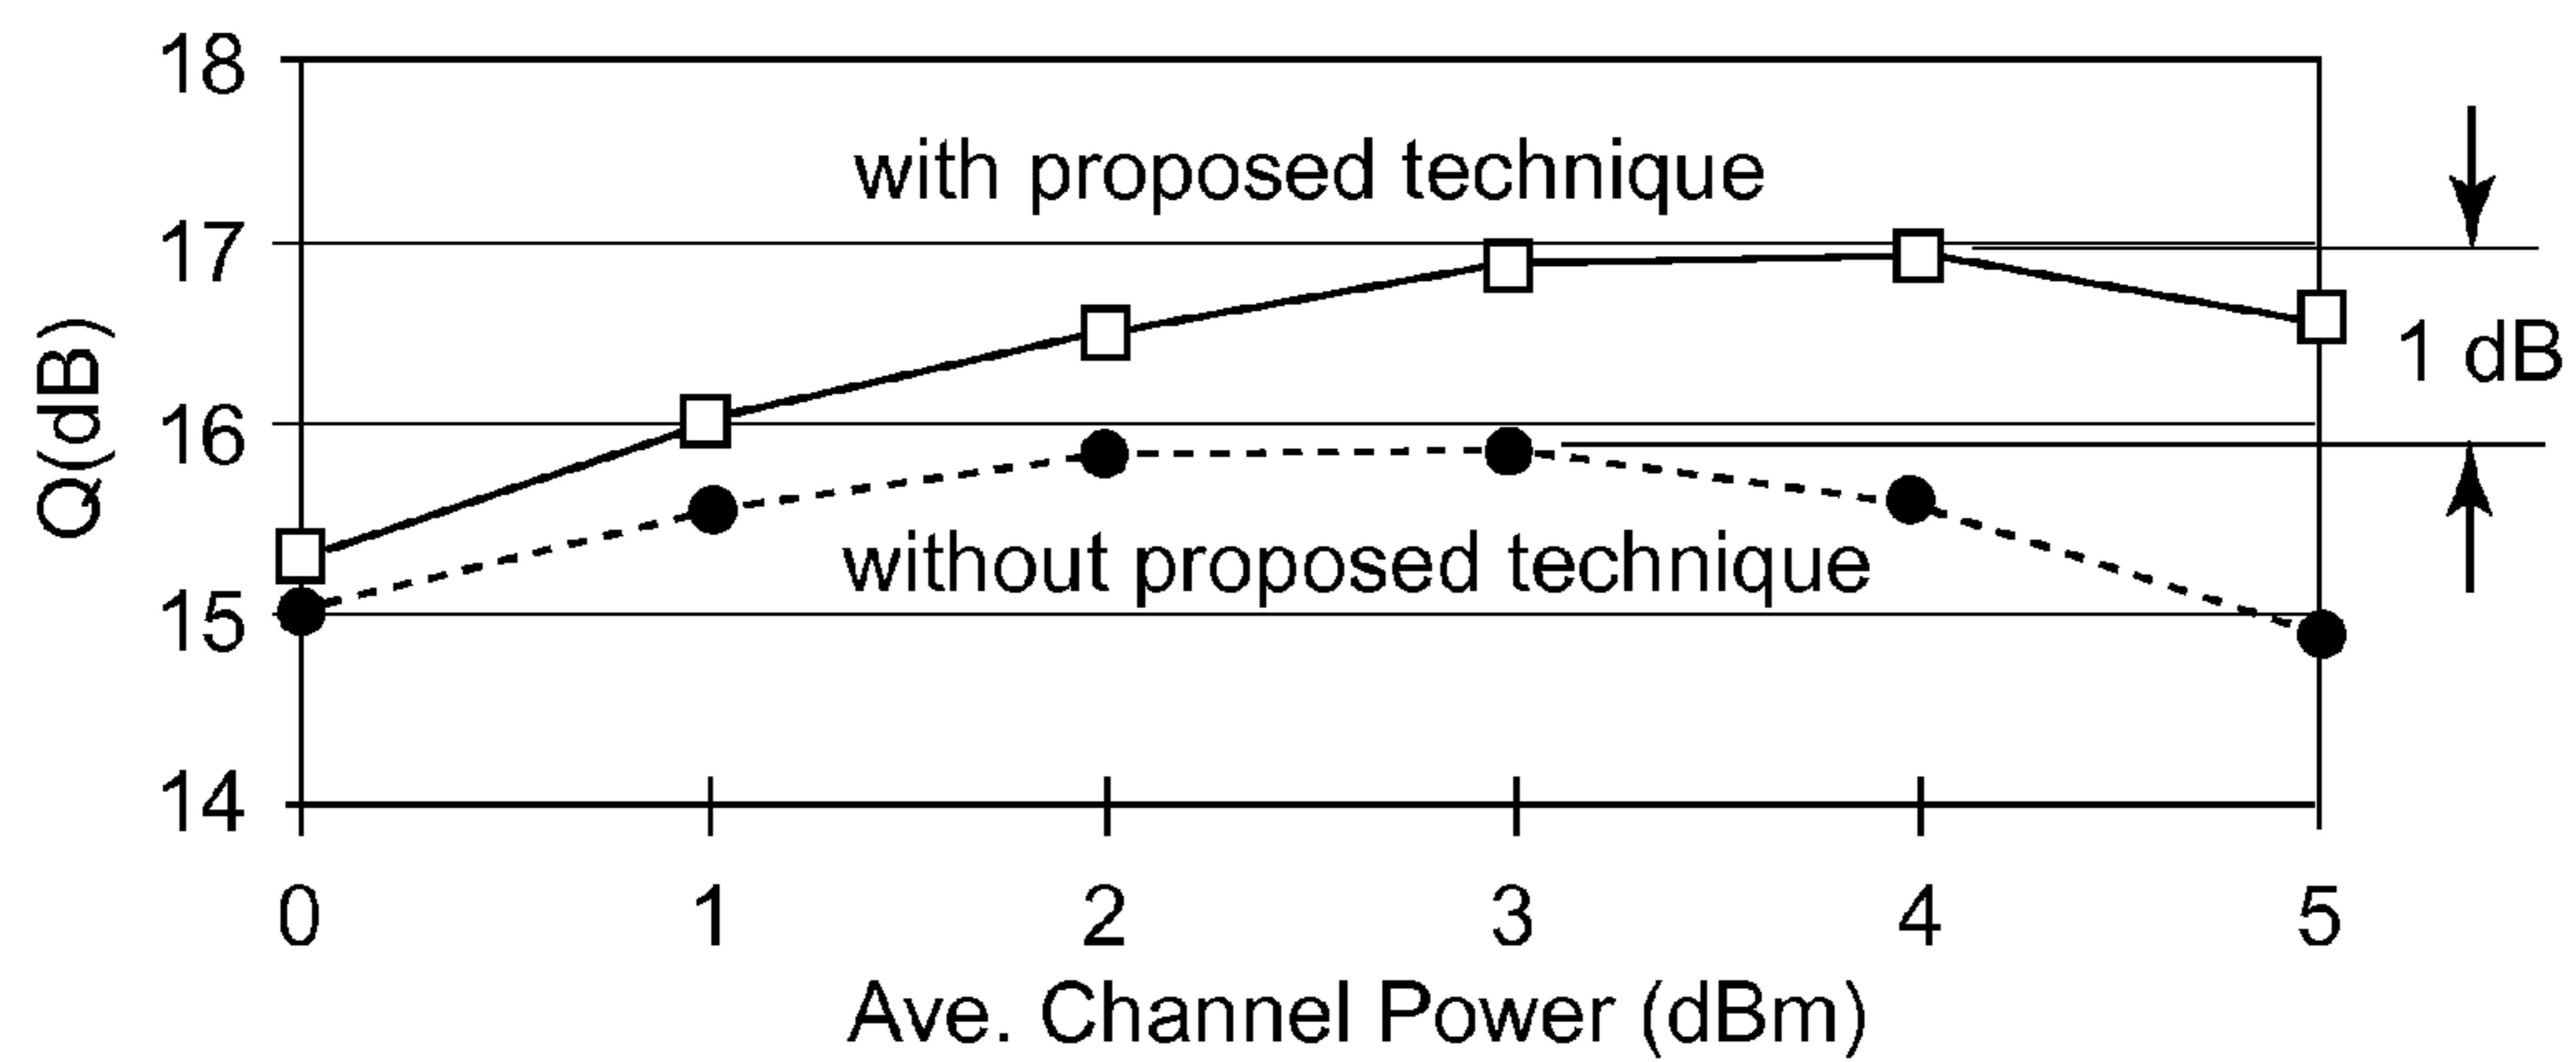 18
with proposed technique
17
1 dB
Q(dB)
16
without proposed technique
15
14
0 1 2 3 4 5
Ave. Channel Power (dBm)